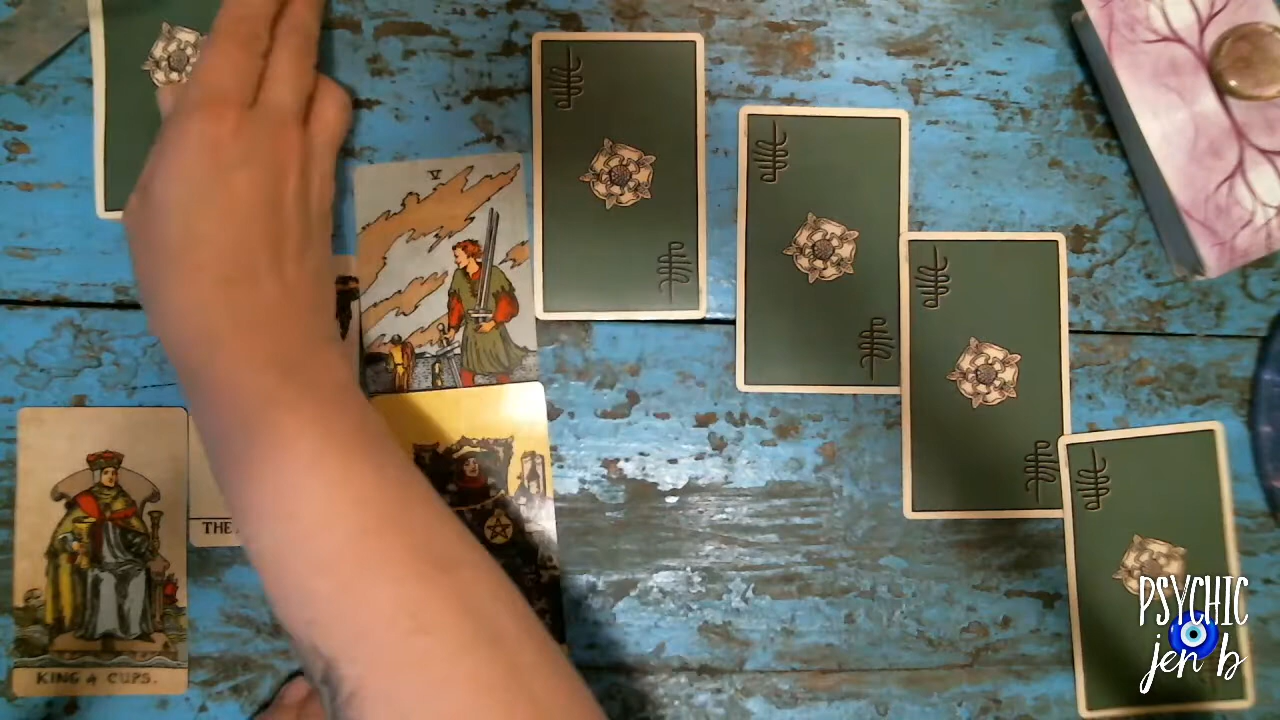 V
THE
KING of CUPS.
PSYCHIC
jen b